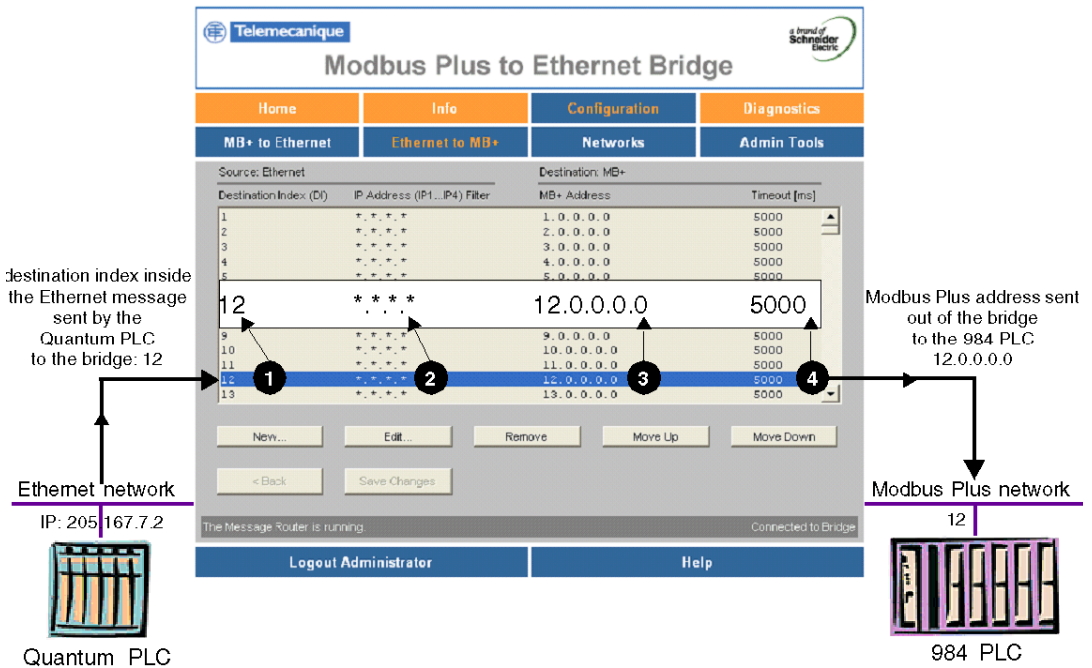 Telemecanique
a brand of
Schneider
Electric
Modbus Plus to Ethernet Bridge
Home Info Configuration Diagnostics
MB+ to Ethernet Ethernet to MB+ Networks Admin Tools
Source: Ethernet Destination: MB+
Destination Index (DI) IP Address (IP1...IP4) Filter MB+ Address Timeout [ms]
1 *.*.*.* 1.0.0.0.0 5000
2 *.*.*.* 2.0.0.0.0 5000
3 *.*.*.* 3.0.0.0.0 5000
4 *.*.*.* 4.0.0.0.0 5000
5 *.*.*.* 5.0.0.0.0 5000
12 *.*.*.* 12.0.0.0.0 5000
9 *.*.*.* 9.0.0.0.0 5000
10 *.*.*.* 10.0.0.0.0 5000
11 *.*.*.* 11.0.0.0.0 5000
12 *.*.*.* 12.0.0.0.0 5000
13 *.*.*.* 13.0.0.0.0 5000
1 2 3 4
destination index inside
the Ethernet message
sent by the
Quantum PLC
to the bridge: 12
Modbus Plus address sent
out of the bridge
to the 984 PLC
12.0.0.0.0
New... Edit... Remove Move Up Move Down
< Back Save Changes
The Message Router is running. Connected to Bridge
Logout Administrator Help
Ethernet network
IP: 205.167.7.2
Quantum PLC
Modbus Plus network
12
984 PLC